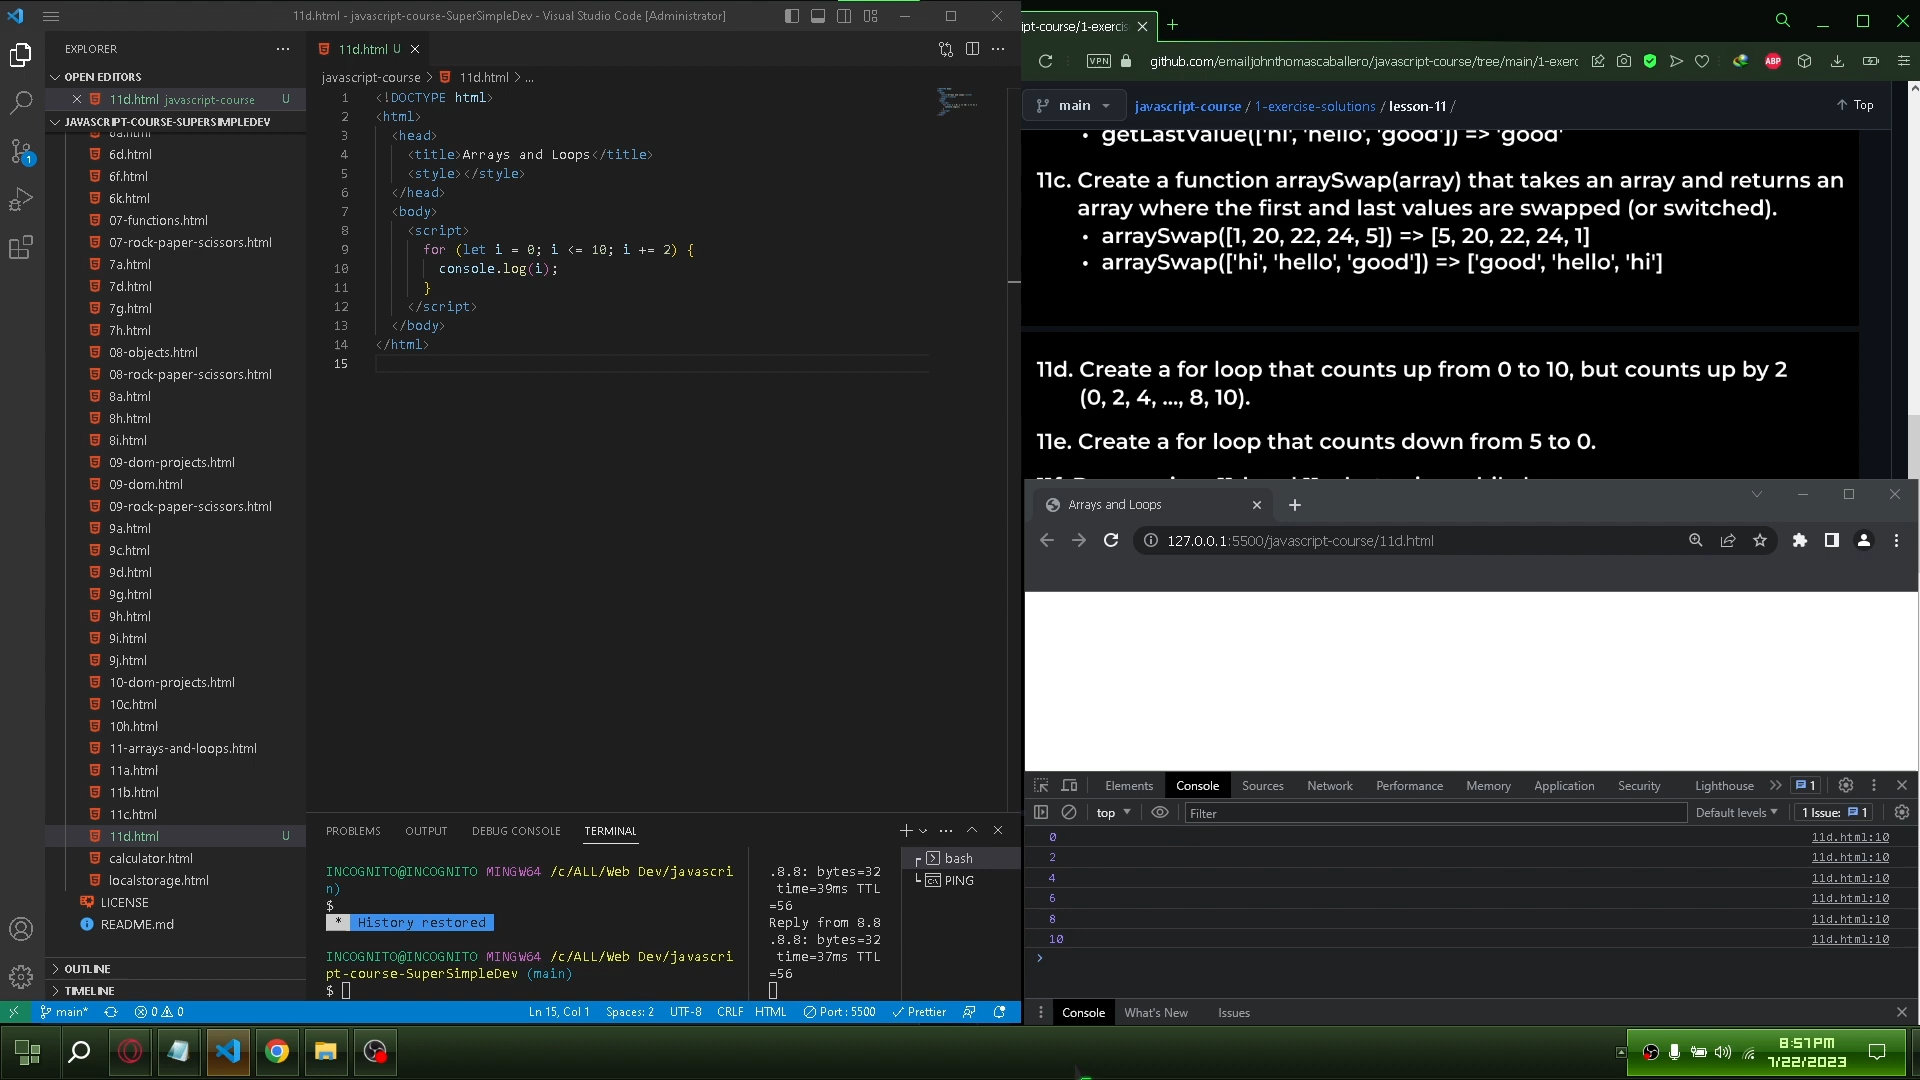 11d.html - javascript-course-SuperSimpleDev - Visual Studio Code [Administrator]
EXPLORER
OPEN EDITORS
11d.html javascript-course U
JAVASCRIPT-COURSE-SUPERSIMPLEDEV
6d.html
6f.html
6k.html
07-functions.html
07-rock-paper-scissors.html
7a.html
7d.html
7g.html
7h.html
08-objects.html
08-rock-paper-scissors.html
8a.html
8h.html
8i.html
09-dom-projects.html
09-dom.html
09-rock-paper-scissors.html
9a.html
9c.html
9d.html
9g.html
9h.html
9i.html
9j.html
10-dom-projects.html
10c.html
10h.html
11-arrays-and-loops.html
11a.html
11b.html
11c.html
11d.html U
calculator.html
localstorage.html
LICENSE
README.md
OUTLINE
TIMELINE
11d.html U
javascript-course > 11d.html > ...
1 <!DOCTYPE html>
2 <html>
3 <head>
4 <title>Arrays and Loops</title>
5 <style></style>
6 </head>
7 <body>
8 <script>
9 for (let i = 0; i <= 10; i += 2) {
10 console.log(i);
11 }
12 </script>
13 </body>
14 </html>
15
PROBLEMS OUTPUT DEBUG CONSOLE TERMINAL
INCOGNITO@INCOGNITO MINGW64 /c/ALL/Web Dev/javascri
n)
$
* History restored
INCOGNITO@INCOGNITO MINGW64 /c/ALL/Web Dev/javascri
pt-course-SuperSimpleDev (main)
$
.8.8: bytes=32
time=39ms TTL
=56
Reply from 8.8
.8.8: bytes=32
time=37ms TTL
=56
bash
PING
main* 0 0 Ln 15, Col 1 Spaces: 2 UTF-8 CRLF HTML Port : 5500 Prettier
ipt-course/1-exercis
VPN github.com/emailjohnthomascaballero/javascript-course/tree/main/1-exerc
ABP
main javascript-course / 1-exercise-solutions / lesson-11 / Top
• getLastValue(['hi', 'hello', 'good']) => 'good'
11c. Create a function arraySwap(array) that takes an array and returns an
array where the first and last values are swapped (or switched).
• arraySwap([1, 20, 22, 24, 5]) => [5, 20, 22, 24, 1]
• arraySwap(['hi', 'hello', 'good']) => ['good', 'hello', 'hi']
11d. Create a for loop that counts up from 0 to 10, but counts up by 2
(0, 2, 4, ..., 8, 10).
11e. Create a for loop that counts down from 5 to 0.
Arrays and Loops
127.0.0.1:5500/javascript-course/11d.html
Elements Console Sources Network Performance Memory Application Security Lighthouse 1
top Filter Default levels 1 Issue: 1
0 11d.html:10
2 11d.html:10
4 11d.html:10
6 11d.html:10
8 11d.html:10
10 11d.html:10
Console What's New Issues
8:57 PM
7/22/2023